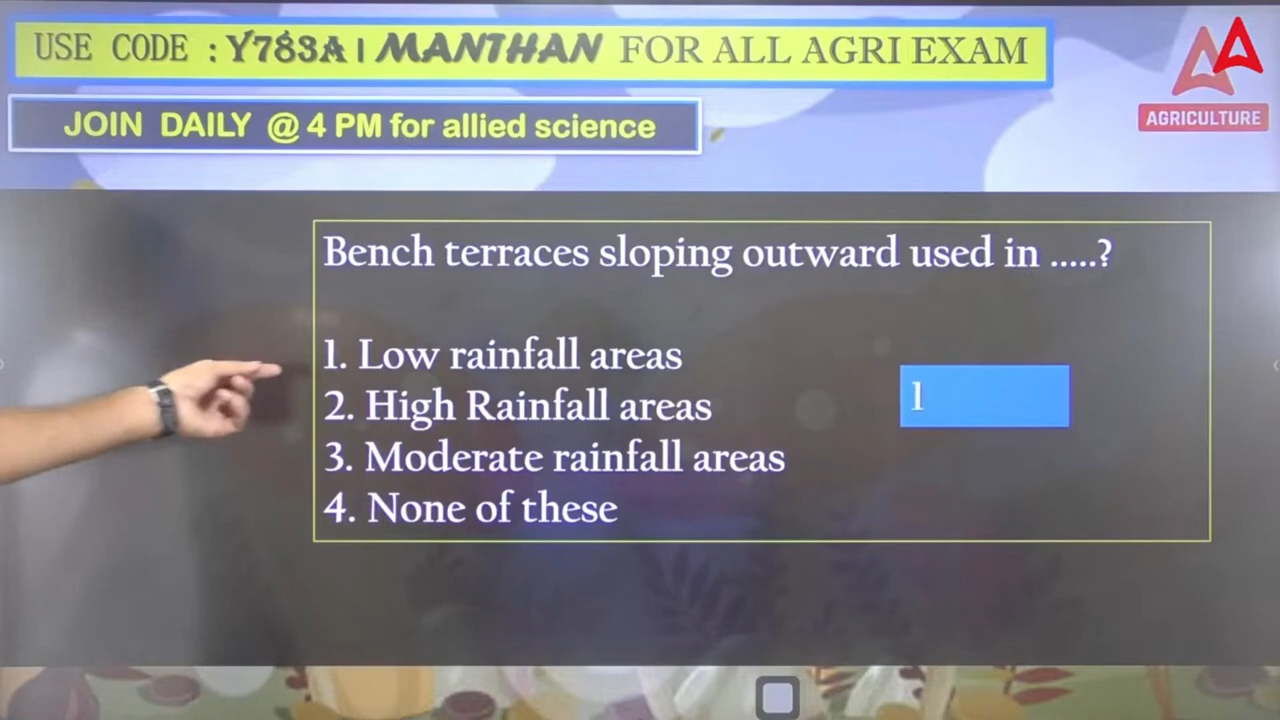 USE CODE : Y783A | MANTHAN FOR ALL AGRI EXAM
JOIN DAILY @ 4 PM for allied science
AGRICULTURE
Bench terraces sloping outward used in .....?
1. Low rainfall areas
2. High Rainfall areas
3. Moderate rainfall areas
4. None of these
1